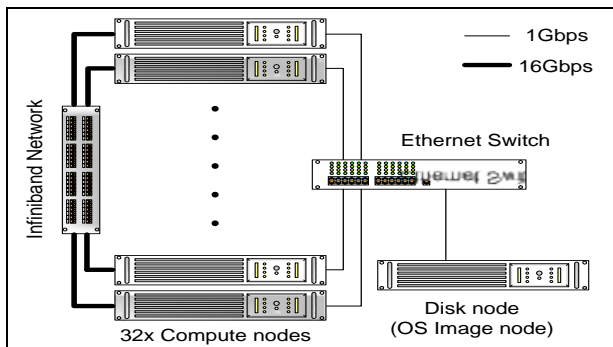 1Gbps
16Gbps
Infiniband Network
Ethernet Switch
32x Compute nodes
Disk node
(OS Image node)